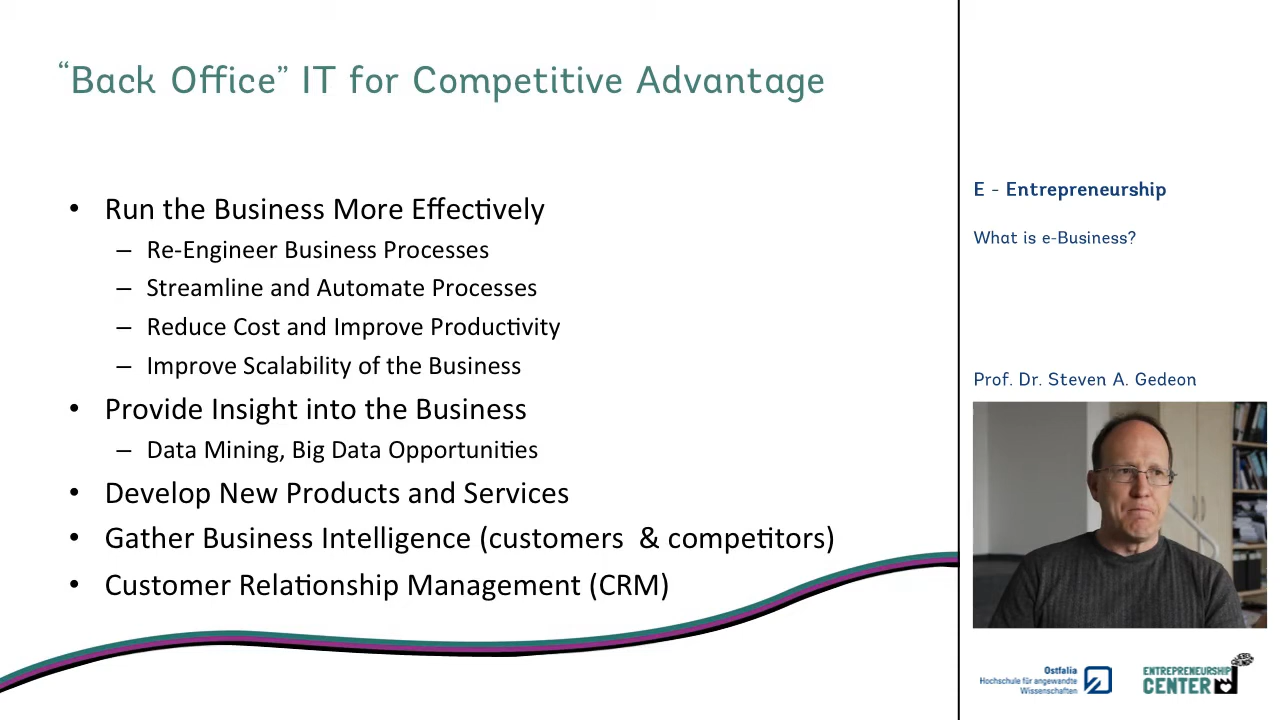 “Back Office” IT for Competitive Advantage
• Run the Business More Effectively
– Re-Engineer Business Processes
– Streamline and Automate Processes
– Reduce Cost and Improve Productivity
– Improve Scalability of the Business
• Provide Insight into the Business
– Data Mining, Big Data Opportunities
• Develop New Products and Services
• Gather Business Intelligence (customers & competitors)
• Customer Relationship Management (CRM)
E - Entrepreneurship
What is e-Business?
Prof. Dr. Steven A. Gedeon
Ostfalia
Hochschule für angewandte
Wissenschaften
ENTREPRENEURSHIP
CENTER